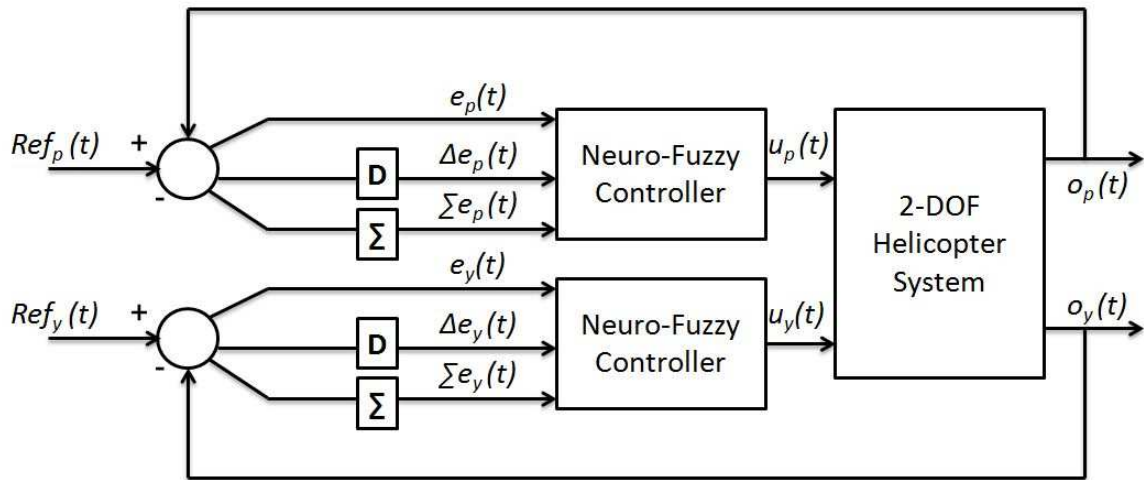 e_p(t)
Ref_p(t)
+
-
D
Δe_p(t)
Σ
∑e_p(t)
Neuro-Fuzzy
Controller
u_p(t)
2-DOF
Helicopter
System
o_p(t)
e_y(t)
Ref_y(t)
+
-
D
Δe_y(t)
Σ
∑e_y(t)
Neuro-Fuzzy
Controller
u_y(t)
o_y(t)